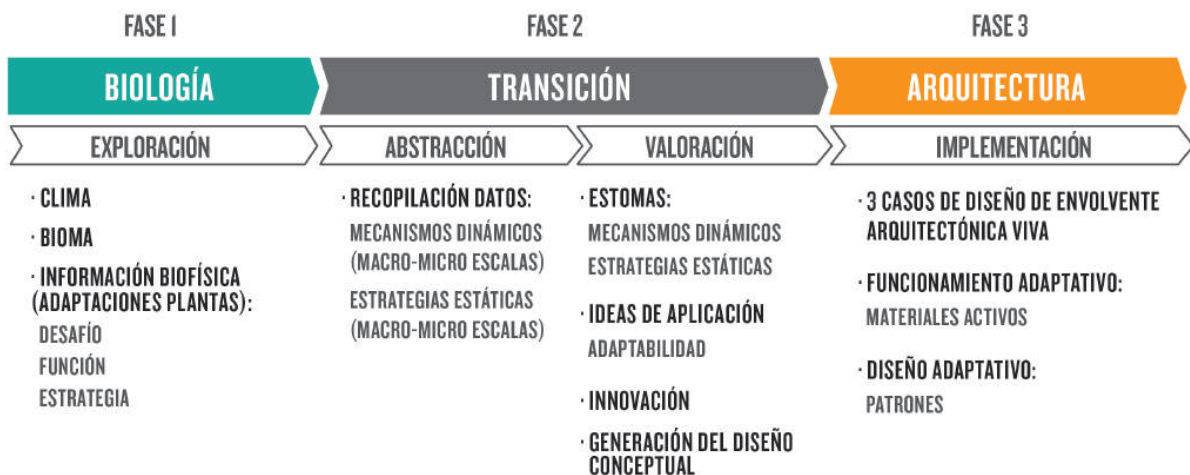 FASE 1
FASE 2
FASE 3
BIOLOGÍA
TRANSICIÓN
ARQUITECTURA
EXPLORACIÓN
ABSTRACCIÓN
VALORACIÓN
IMPLEMENTACIÓN
· CLIMA
· BIOMA
· INFORMACIÓN BIOFÍSICA
(ADAPTACIONES PLANTAS):
DESAFÍO
FUNCIÓN
ESTRATEGIA
· RECOPILACIÓN DATOS:
MECANISMOS DINÁMICOS
(MACRO-MICRO ESCALAS)
ESTRATEGIAS ESTÁTICAS
(MACRO-MICRO ESCALAS)
· ESTOMAS:
MECANISMOS DINÁMICOS
ESTRATEGIAS ESTÁTICAS
· IDEAS DE APLICACIÓN
ADAPTABILIDAD
· INNOVACIÓN
· GENERACIÓN DEL DISEÑO
CONCEPTUAL
· 3 CASOS DE DISEÑO DE ENVOLVENTE
ARQUITECTÓNICA VIVA
· FUNCIONAMIENTO ADAPTATIVO:
MATERIALES ACTIVOS
· DISEÑO ADAPTATIVO:
PATRONES